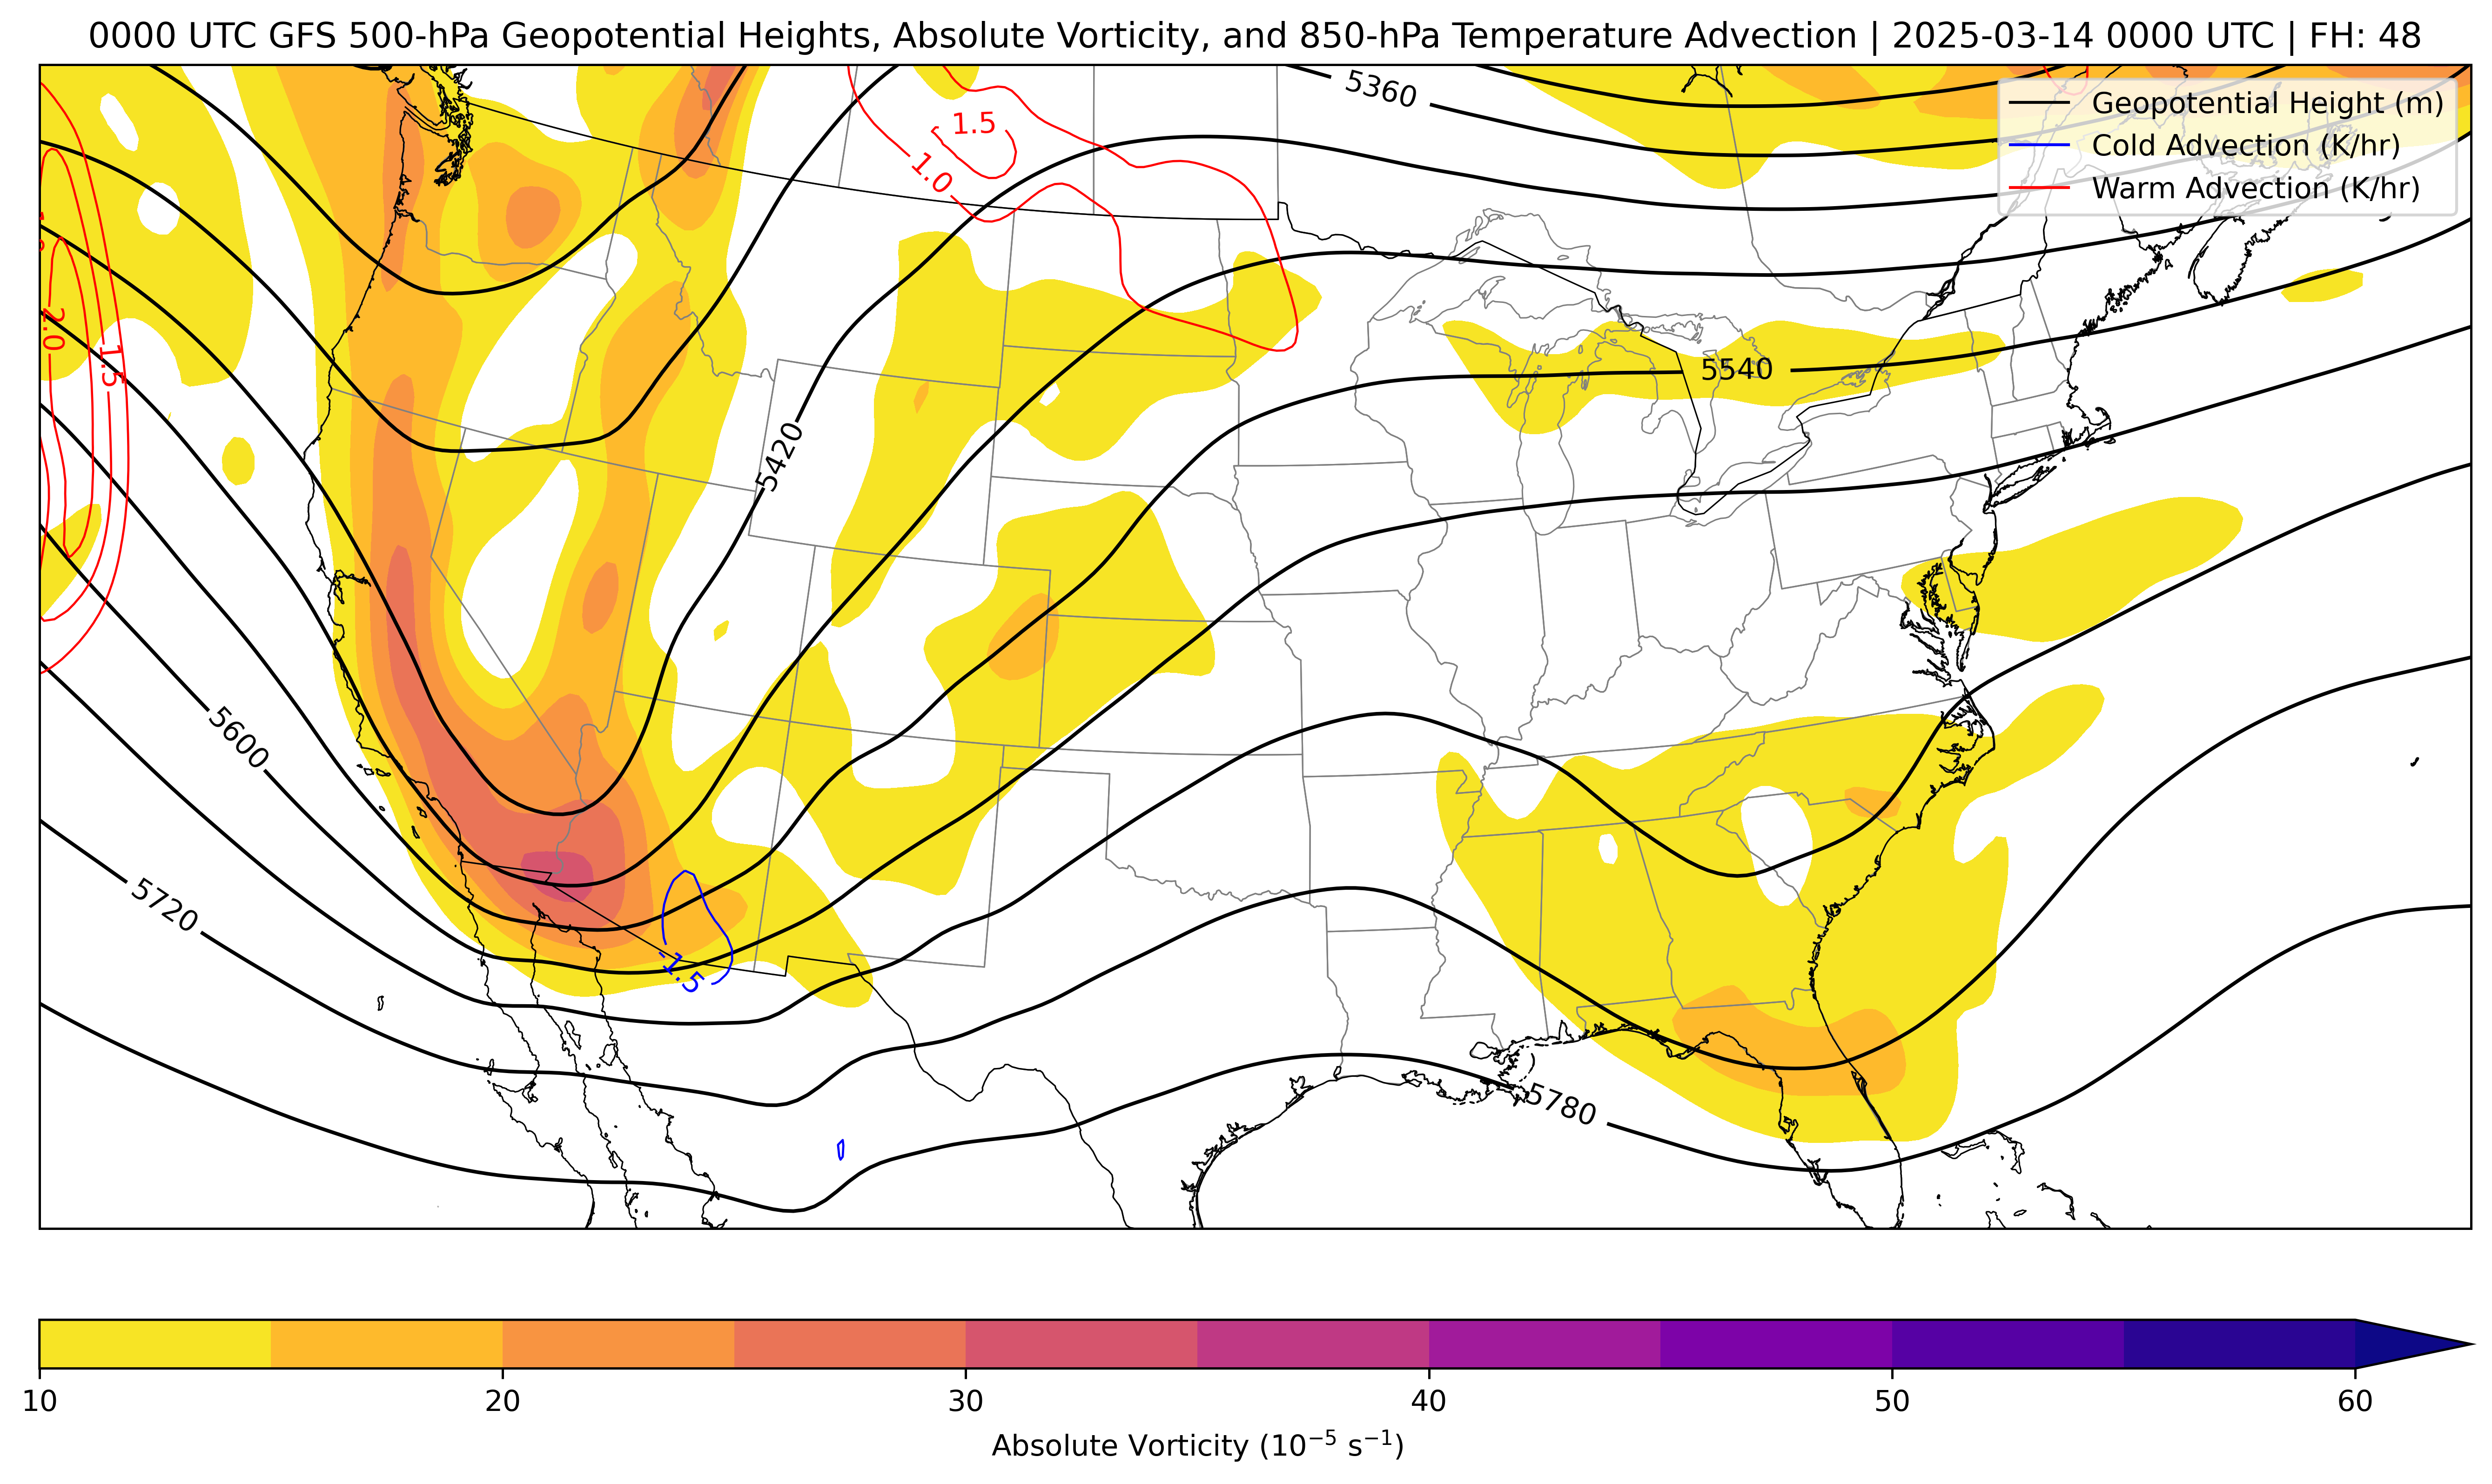 0000 UTC GFS 500-hPa Geopotential Heights, Absolute Vorticity, and 850-hPa Temperature Advection | 2025-03-14 0000 UTC | FH: 48
5360
Geopotential Height (m)
Cold Advection (K/hr)
Warm Advection (K/hr)
1.5
1.0
2.0
1.5
5540
5420
5600
5720
-1.5
5780
10 20 30 40 50 60
Absolute Vorticity (10⁻⁵ s⁻¹)